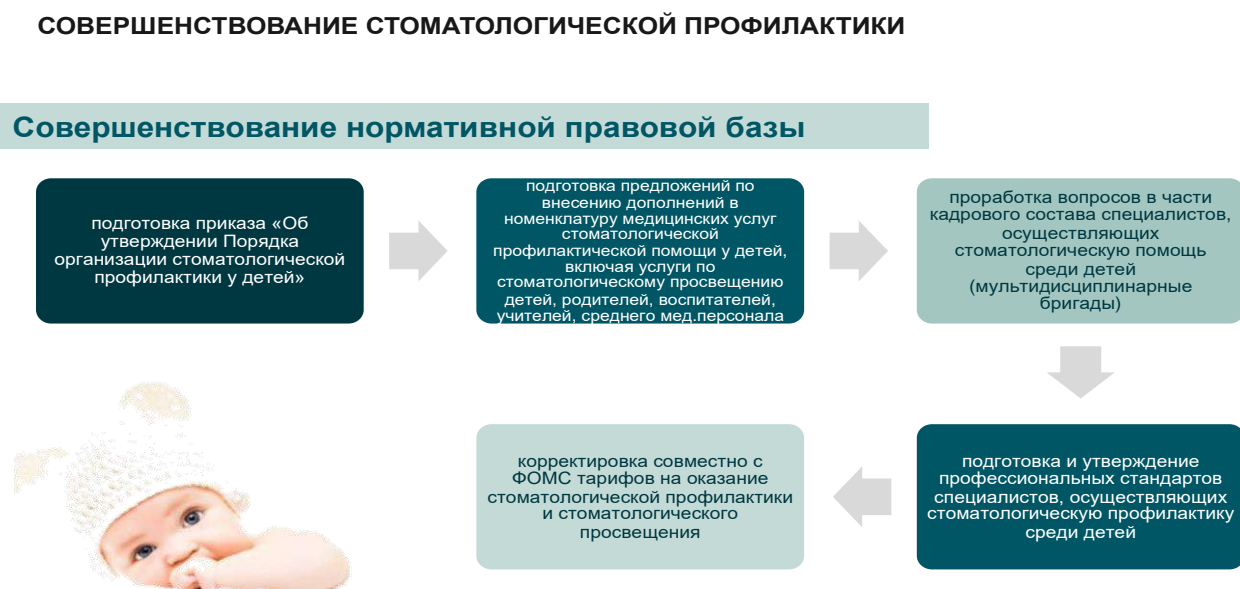 СОВЕРШЕНСТВОВАНИЕ СТОМАТОЛОГИЧЕСКОЙ ПРОФИЛАКТИКИ
Совершенствование нормативной правовой базы
подготовка приказа «Об
утверждении Порядка
организации стоматологической
профилактики у детей»
подготовка предложений по
внесению дополнений в
номенклатуру медицинских услуг
стоматологической
профилактической помощи у детей,
включая услуги по
стоматологическому просвещению
детей, родителей, воспитателей,
учителей, среднего мед.персонала
проработка вопросов в части
кадрового состава специалистов,
осуществляющих
стоматологическую помощь
среди детей
(мультидисциплинарные
бригады)
подготовка и утверждение
профессиональных стандартов
специалистов, осуществляющих
стоматологическую профилактику
среди детей
корректировка совместно с
ФОМС тарифов на оказание
стоматологической профилактики
и стоматологического
просвещения